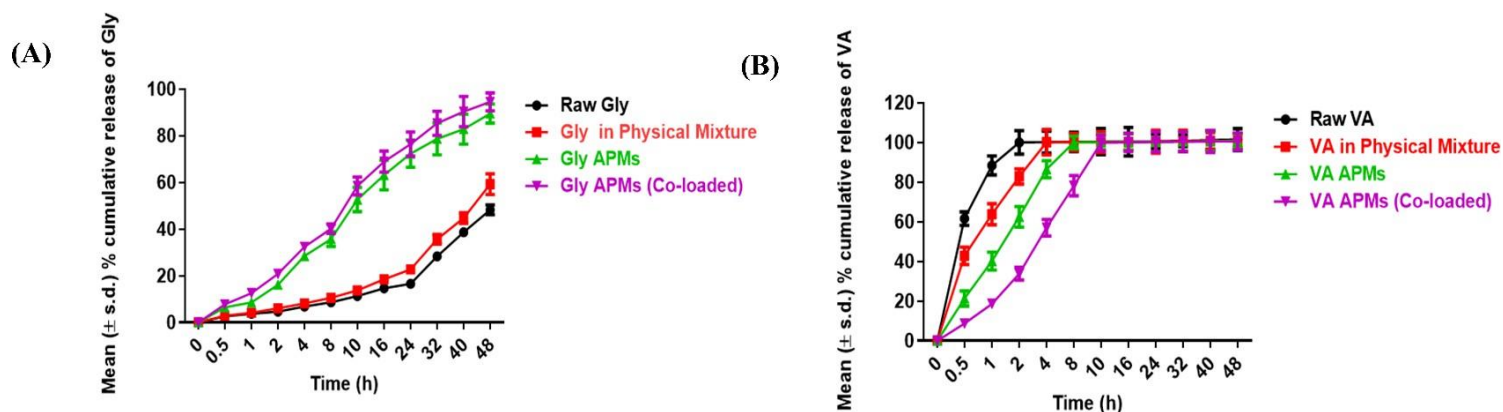 (A)
Mean (± s.d.) % cumulative release of Gly
100
80
60
40
20
0
0 0.5 1 2 4 8 10 16 24 32 40 48
Time (h)
Raw Gly
Gly in Physical Mixture
Gly APMs
Gly APMs (Co-loaded)
(B)
Mean (± s.d.) % cumulative release of VA
120
100
80
60
40
20
0
0 0.5 1 2 4 8 10 16 24 32 40 48
Time (h)
Raw VA
VA in Physical Mixture
VA APMs
VA APMs (Co-loaded)